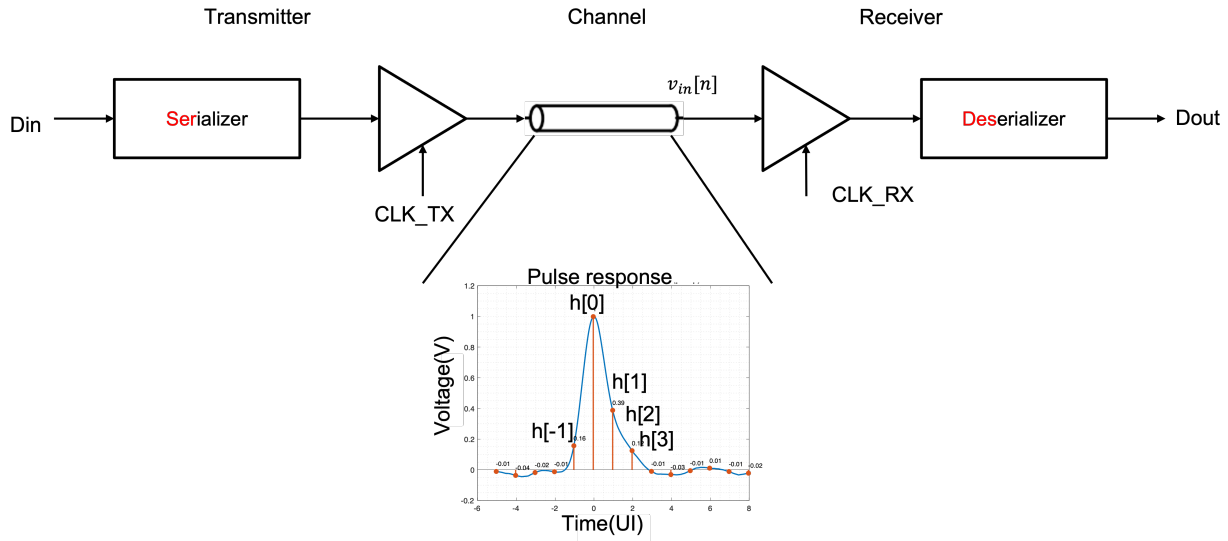 Transmitter
Channel
Receiver
v_in[n]
Din
Serializer
Deserializer
Dout
CLK_TX
CLK_RX
Pulse response
h[0]
h[1]
h[2]
h[3]
h[-1]
Voltage(V)
1.2
1
0.8
0.6
0.4
0.2
0
-0.2
-0.01
-0.04
-0.02
-0.01
0.16
0.39
-0.01
-0.03
-0.01
0.01
-0.01
-0.02
-6
-4
-2
0
2
4
6
8
Time(UI)